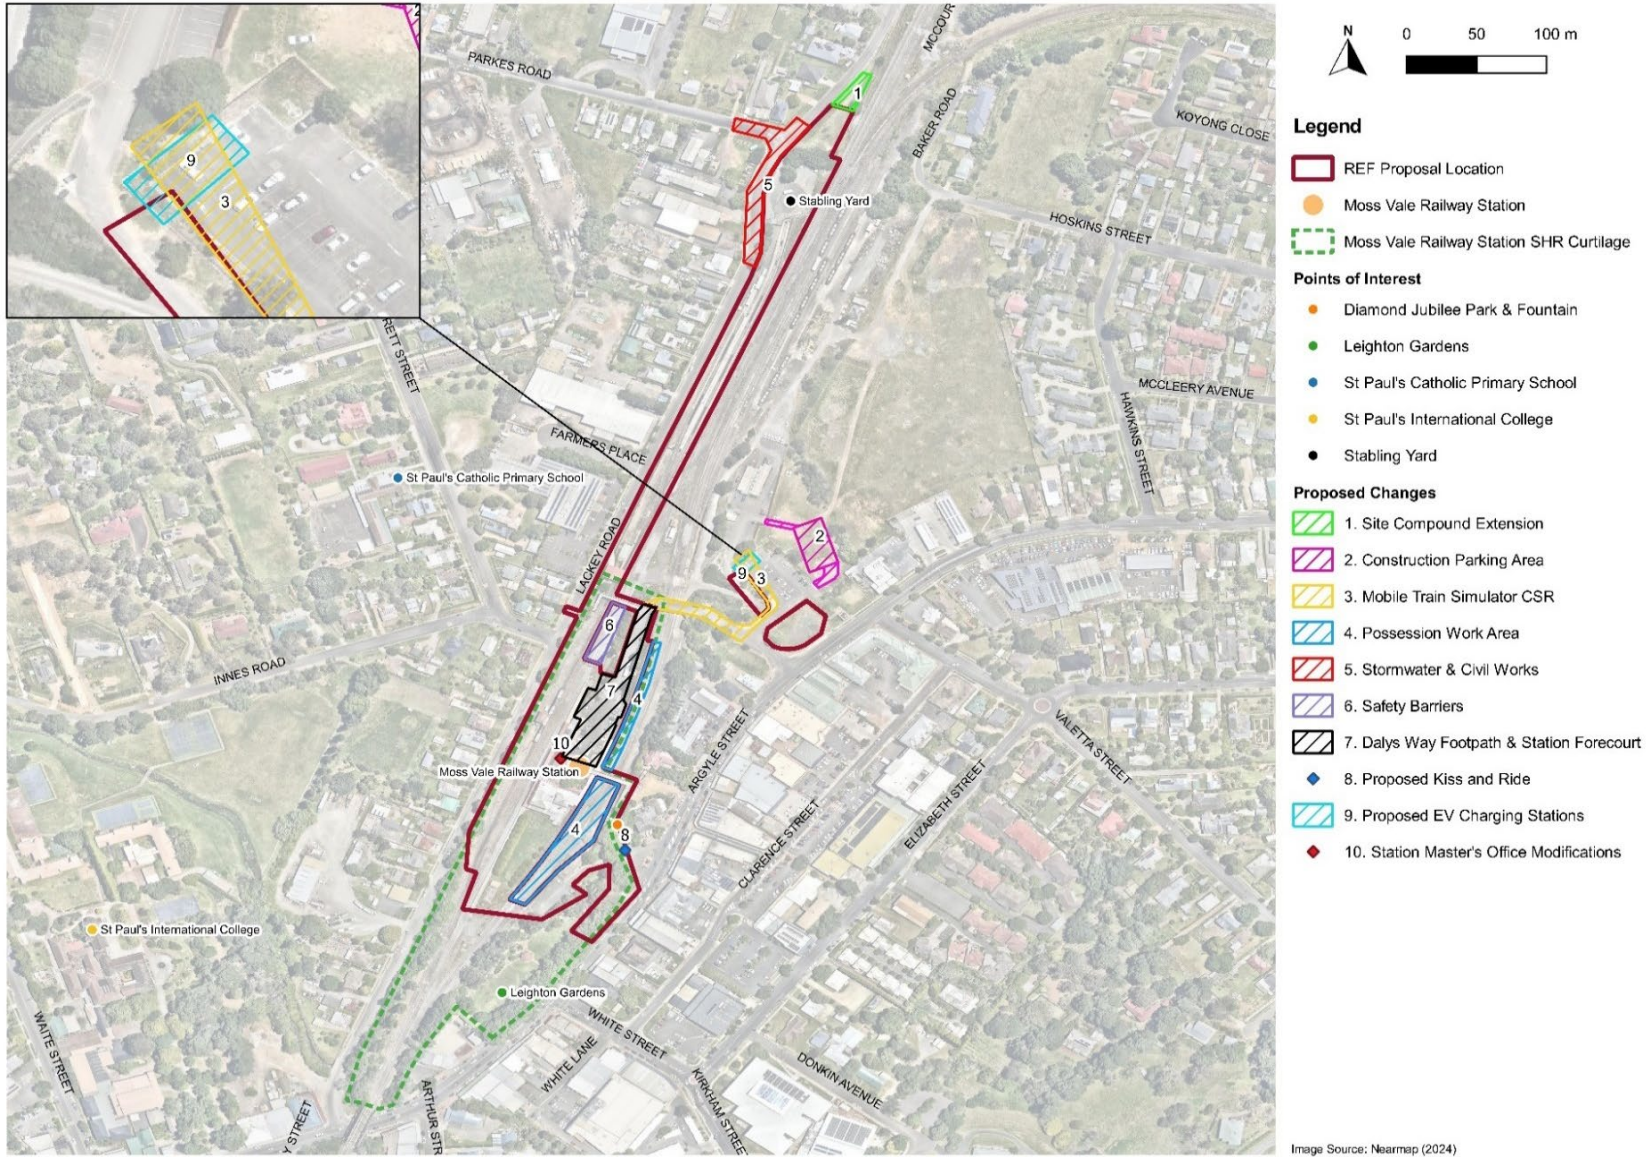 2
9
3
PARKES ROAD
MCCOUR
1
BAKER ROAD
KOYONG CLOSE
5
Stabling Yard
HOSKINS STREET
RETT STREET
MCCLEERY AVENUE
HAWKINS STREET
FARMERS PLACE
St Paul's Catholic Primary School
LACKEY ROAD
2
9
3
6
INNES ROAD
7
4
ARGYLE STREET
VALETTA STREET
10
Moss Vale Railway Station
4
8
CLARENCE STREET
ELIZABETH STREET
St Paul's International College
Leighton Gardens
WHITE STREET
WHITE LANE
WAITE STREET
Y STREET
ARTHUR STR
KIRKHAM STREET
DONKIN AVENUE
N
0 50 100 m
Legend
REF Proposal Location
Moss Vale Railway Station
Moss Vale Railway Station SHR Curtilage
Points of Interest
Diamond Jubilee Park & Fountain
Leighton Gardens
St Paul's Catholic Primary School
St Paul's International College
Stabling Yard
Proposed Changes
1. Site Compound Extension
2. Construction Parking Area
3. Mobile Train Simulator CSR
4. Possession Work Area
5. Stormwater & Civil Works
6. Safety Barriers
7. Dalys Way Footpath & Station Forecourt
8. Proposed Kiss and Ride
9. Proposed EV Charging Stations
10. Station Master's Office Modifications
Image Source: Nearmap (2024)